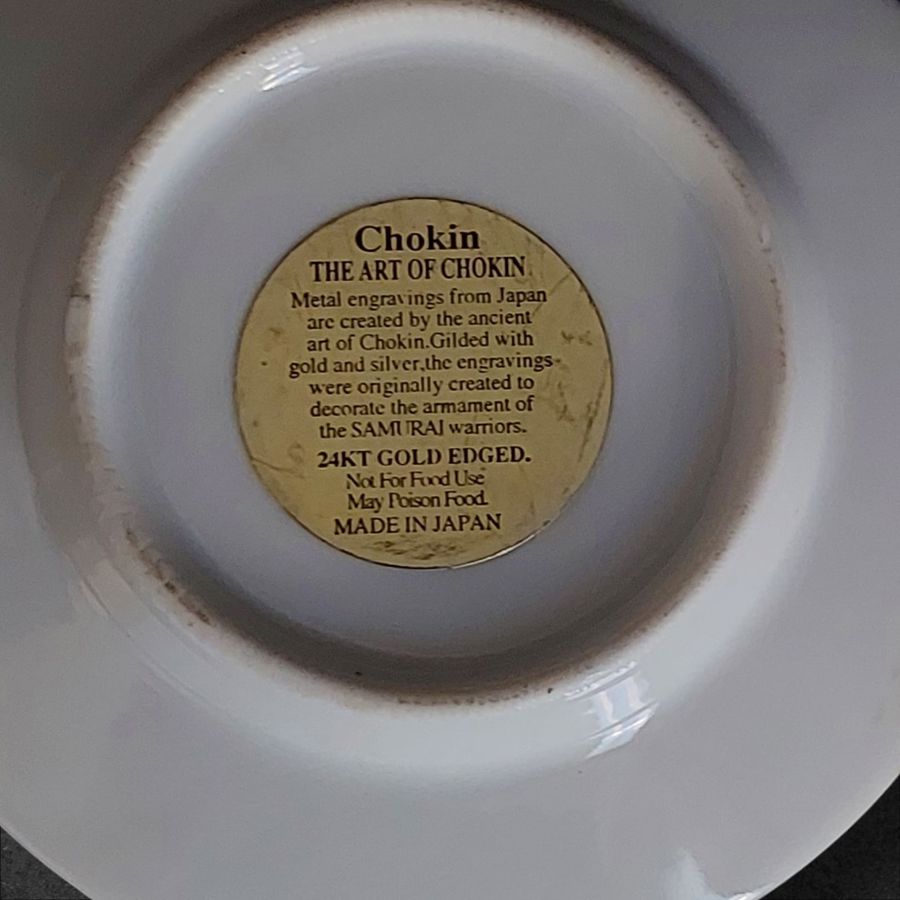 Chokin
THE ART OF CHOKIN
Metal engravings from Japan
are created by the ancient
art of Chokin.Gilded with
gold and silver,the engravings
were originally created to
decorate the armament of
the SAMURAI warriors.
24KT GOLD EDGED.
Not For Food Use
May Poison Food.
MADE IN JAPAN